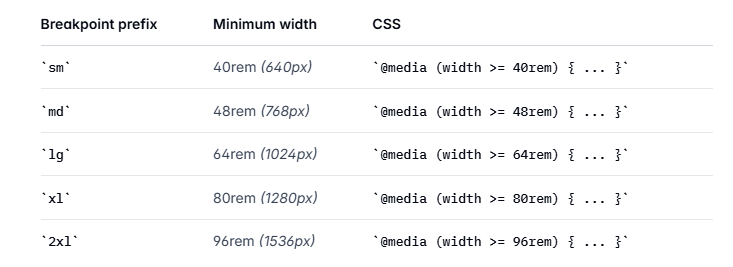 Breakpoint prefix Minimum width CSS
`sm` 40rem (640px) `@media (width >= 40rem) { ... }`
`md` 48rem (768px) `@media (width >= 48rem) { ... }`
`lg` 64rem (1024px) `@media (width >= 64rem) { ... }`
`xl` 80rem (1280px) `@media (width >= 80rem) { ... }`
`2xl` 96rem (1536px) `@media (width >= 96rem) { ... }`